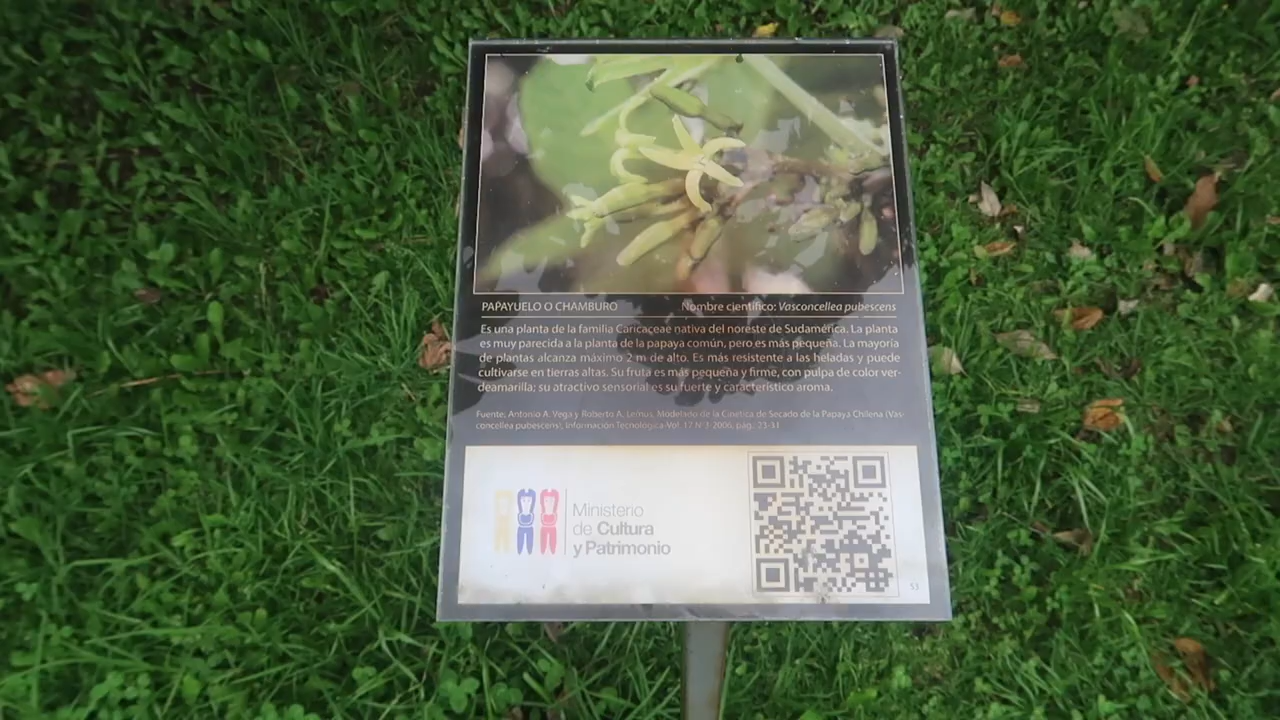 PAPAYUELO O CHAMBURO
Nombre científico: Vasconcellea pubescens
Es una planta de la familia Caricaceae nativa del noreste de Sudamérica. La planta
es muy parecida a la planta de la papaya común, pero es más pequeña. La mayoría
de plantas alcanza máximo 2 m de alto. Es más resistente a las heladas y puede
cultivarse en tierras altas. Su fruta es más pequeña y firme, con pulpa de color ver-
deamarilla; su atractivo sensorial es su fuerte y característico aroma.
Fuente: Antonio A. Vega y Roberto A. Lemus, Modelado de la Cinética de Secado de la Papaya Chilena (Vas-
concellea pubescens), Información Tecnológica-Vol. 17 N°3-2006, pág.: 23-31
Ministerio
de Cultura
y Patrimonio
53